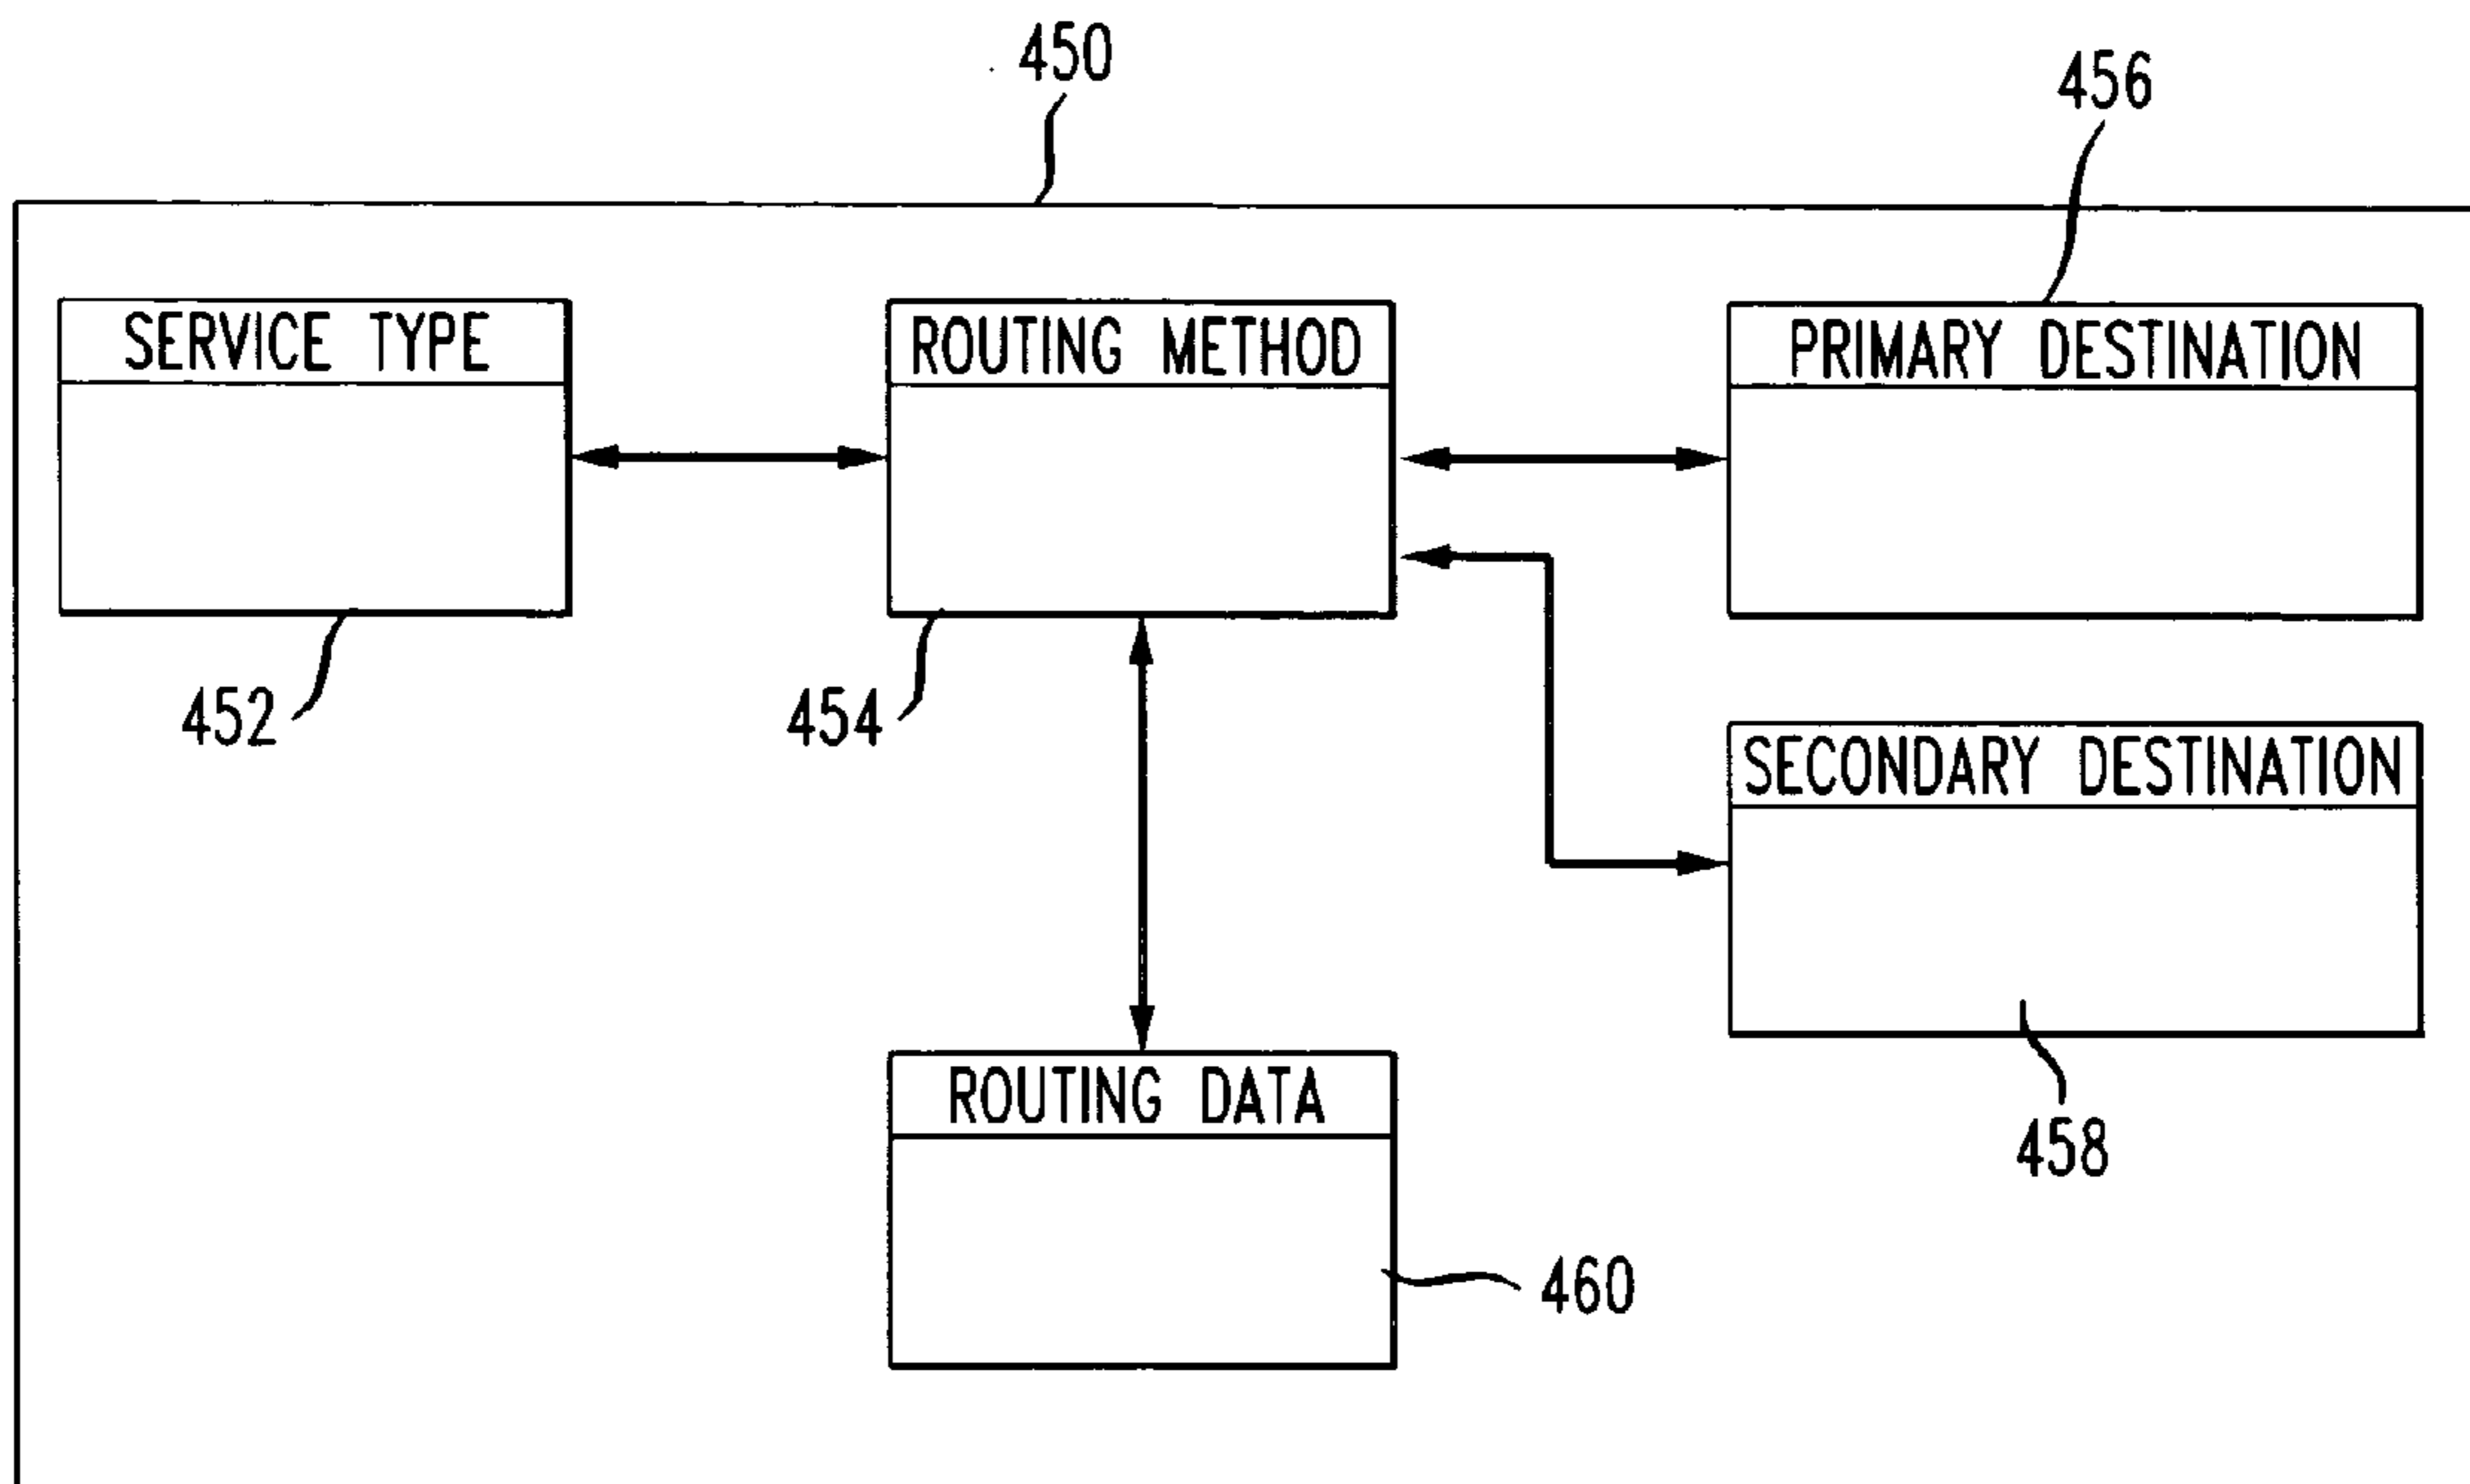 450
456
SERVICE TYPE
ROUTING METHOD
PRIMARY DESTINATION
452
454
SECONDARY DESTINATION
ROUTING DATA
458
460